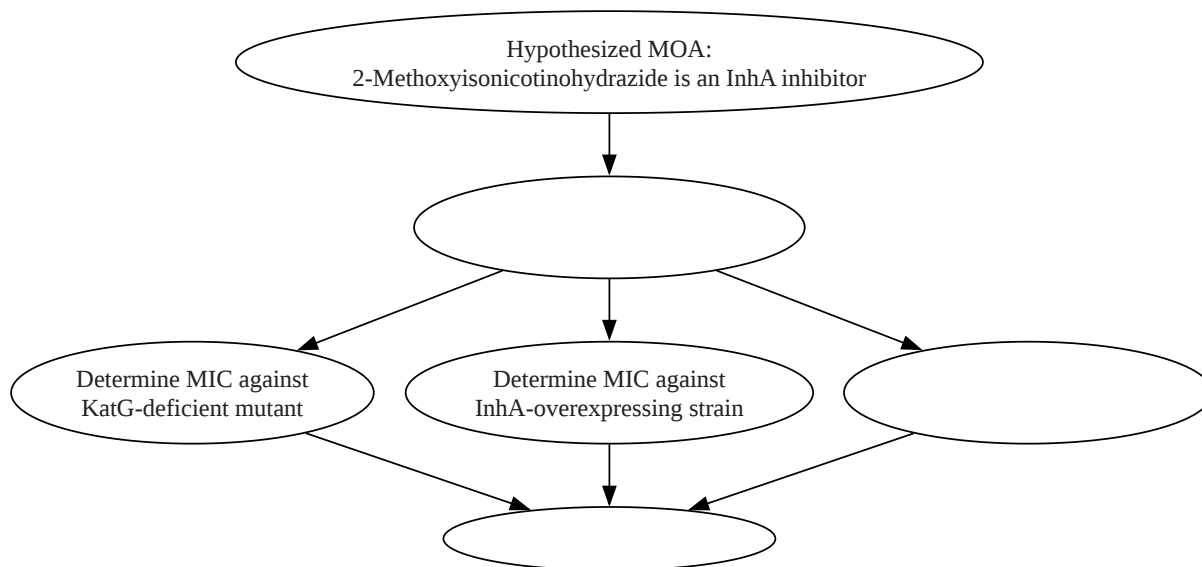 Hypothesized MOA:
2-Methoxyisonicotinohydrazide is an InhA inhibitor
Determine MIC against
KatG-deficient mutant
Determine MIC against
InhA-overexpressing strain